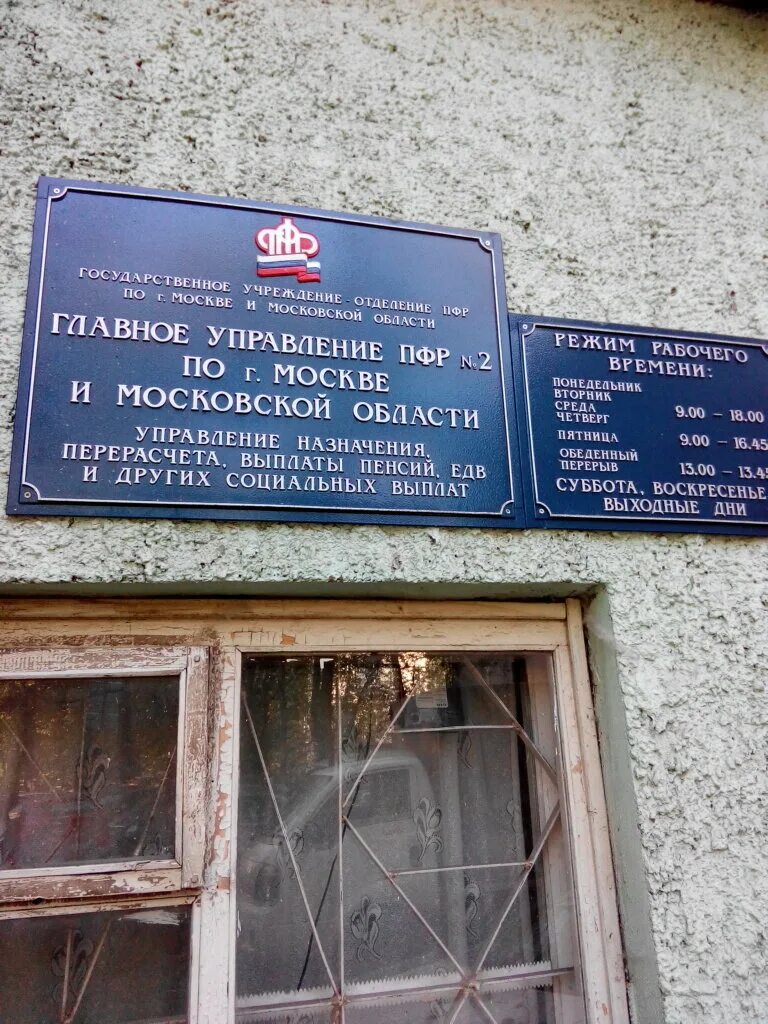 ПФР
ГОСУДАРСТВЕННОЕ УЧРЕЖДЕНИЕ - ОТДЕЛЕНИЕ ПФР
ПО Г. МОСКВЕ И МОСКОВСКОЙ ОБЛАСТИ
ГЛАВНОЕ УПРАВЛЕНИЕ ПФР №2
ПО Г. МОСКВЕ
И МОСКОВСКОЙ ОБЛАСТИ
УПРАВЛЕНИЕ НАЗНАЧЕНИЯ,
ПЕРЕРАСЧЕТА, ВЫПЛАТЫ ПЕНСИЙ, ЕДВ
И ДРУГИХ СОЦИАЛЬНЫХ ВЫПЛАТ
РЕЖИМ РАБОЧЕГО
ВРЕМЕНИ:
ПОНЕДЕЛЬНИК
ВТОРНИК
СРЕДА
ЧЕТВЕРГ 9.00 - 18.00
ПЯТНИЦА 9.00 - 16.45
ОБЕДЕННЫЙ
ПЕРЕРЫВ 13.00 - 13.45
СУББОТА, ВОСКРЕСЕНЬЕ
ВЫХОДНЫЕ ДНИ